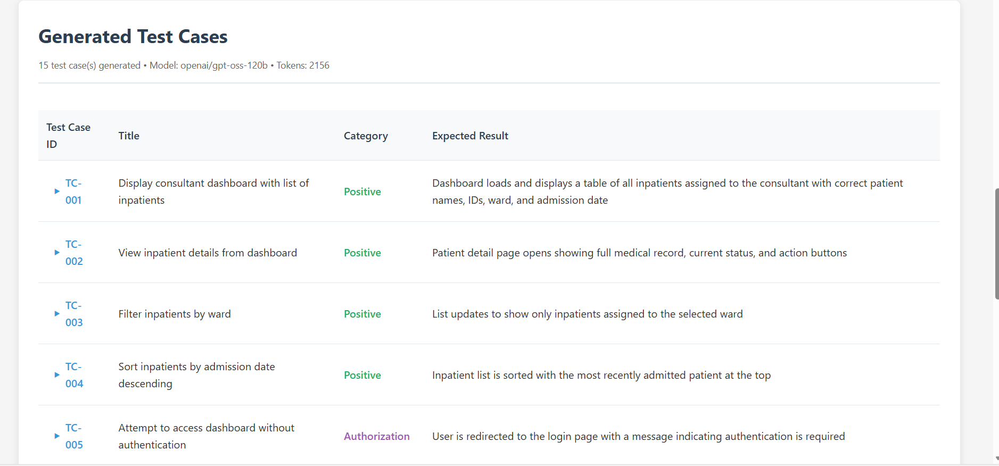 Generated Test Cases
15 test case(s) generated • Model: openai/gpt-oss-120b • Tokens: 2156
Test Case
ID
Title
Category
Expected Result
TC-
001
Display consultant dashboard with list of
inpatients
Positive
Dashboard loads and displays a table of all inpatients assigned to the consultant with correct patient
names, IDs, ward, and admission date
TC-
002
View inpatient details from dashboard
Positive
Patient detail page opens showing full medical record, current status, and action buttons
TC-
003
Filter inpatients by ward
Positive
List updates to show only inpatients assigned to the selected ward
TC-
004
Sort inpatients by admission date
descending
Positive
Inpatient list is sorted with the most recently admitted patient at the top
TC-
005
Attempt to access dashboard without
authentication
Authorization
User is redirected to the login page with a message indicating authentication is required